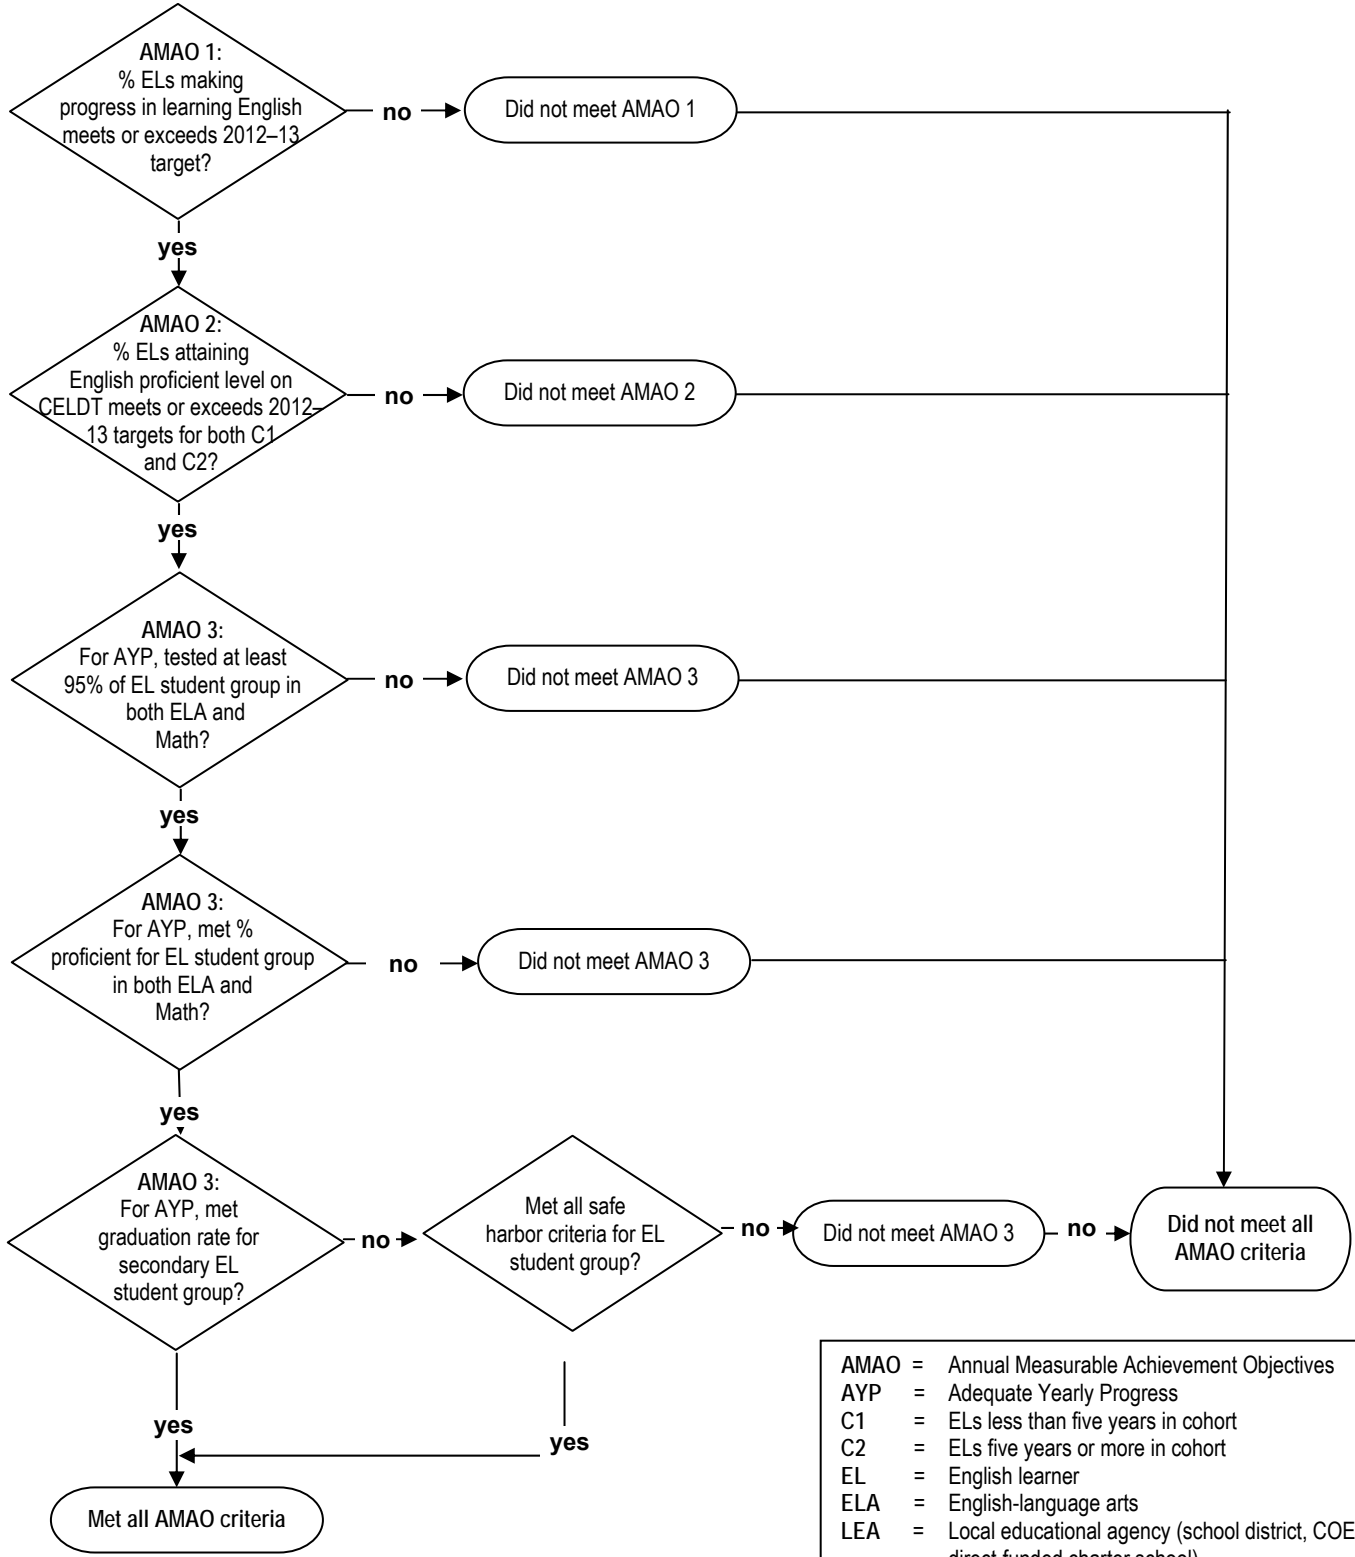 AMAO 1:
% ELs making
progress in learning English
meets or exceeds 2012–13
target?
no
Did not meet AMAO 1
yes
AMAO 2:
% ELs attaining
English proficient level on
CELDT meets or exceeds 2012–
13 targets for both C1
and C2?
no
Did not meet AMAO 2
yes
AMAO 3:
For AYP, tested at least
95% of EL student group in
both ELA and
Math?
no
Did not meet AMAO 3
yes
AMAO 3:
For AYP, met %
proficient for EL student group
in both ELA and
Math?
no
Did not meet AMAO 3
yes
AMAO 3:
For AYP, met
graduation rate for
secondary EL
student group?
no
Met all safe
harbor criteria for EL
student group?
no
Did not meet AMAO 3
no
Did not meet all
AMAO criteria
yes
yes
Met all AMAO criteria
AMAO = Annual Measurable Achievement Objectives
AYP = Adequate Yearly Progress
C1 = ELs less than five years in cohort
C2 = ELs five years or more in cohort
EL = English learner
ELA = English-language arts
LEA = Local educational agency (school district, COE
direct funded charter school)